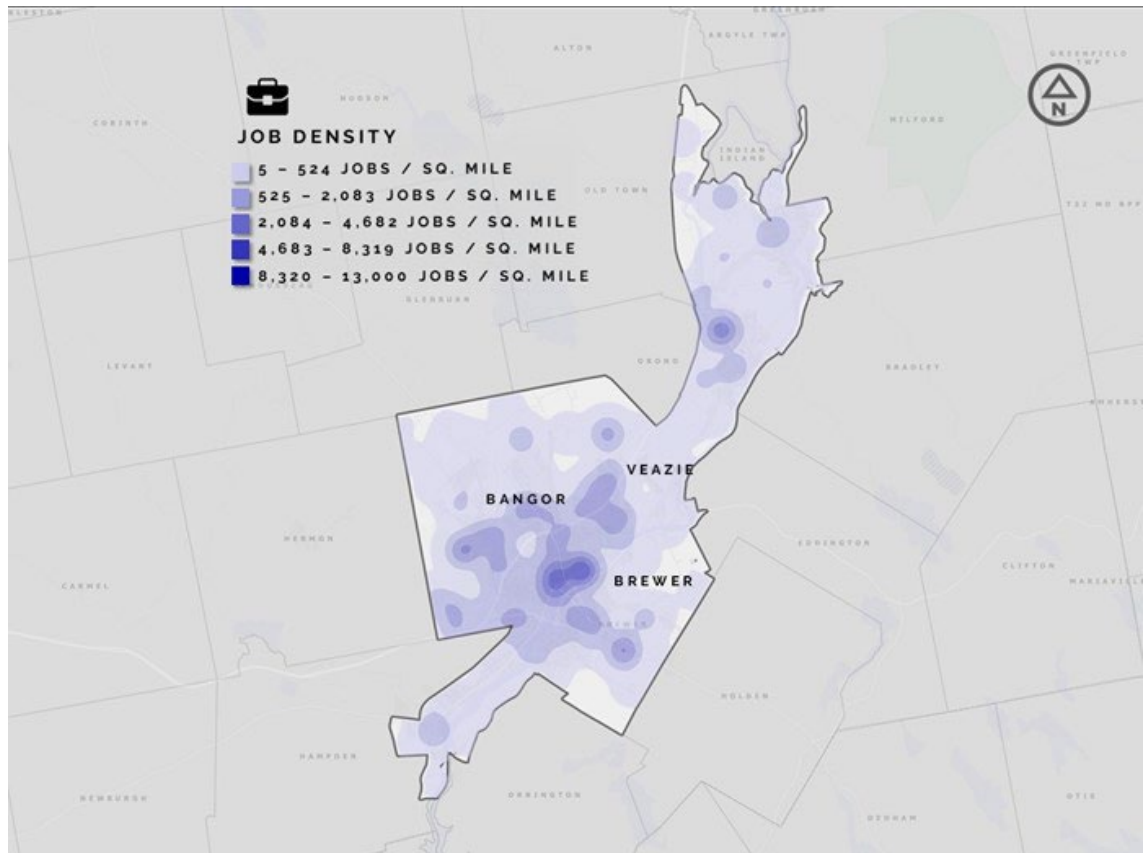 ARGYLE TWP
ALTON
GREENFIELD
TWP
HUDSON
CORINTH
MILFORD
N
JOB DENSITY
INDIAN
ISLAND
5 – 524 JOBS / SQ. MILE
OLD TOWN
525 – 2,083 JOBS / SQ. MILE
2,084 – 4,682 JOBS / SQ. MILE
4,683 – 8,319 JOBS / SQ. MILE
8,320 – 13,000 JOBS / SQ. MILE
GLENBURN
LEVANT
ORONO
BRADLEY
VEAZIE
BANGOR
HERMON
EDDINGTON
CLIFTON
CARMEL
BREWER
BREWER
HOLDEN
HAMPDEN
NEWBURGH
ORRINGTON
OTIS
DEDHAM